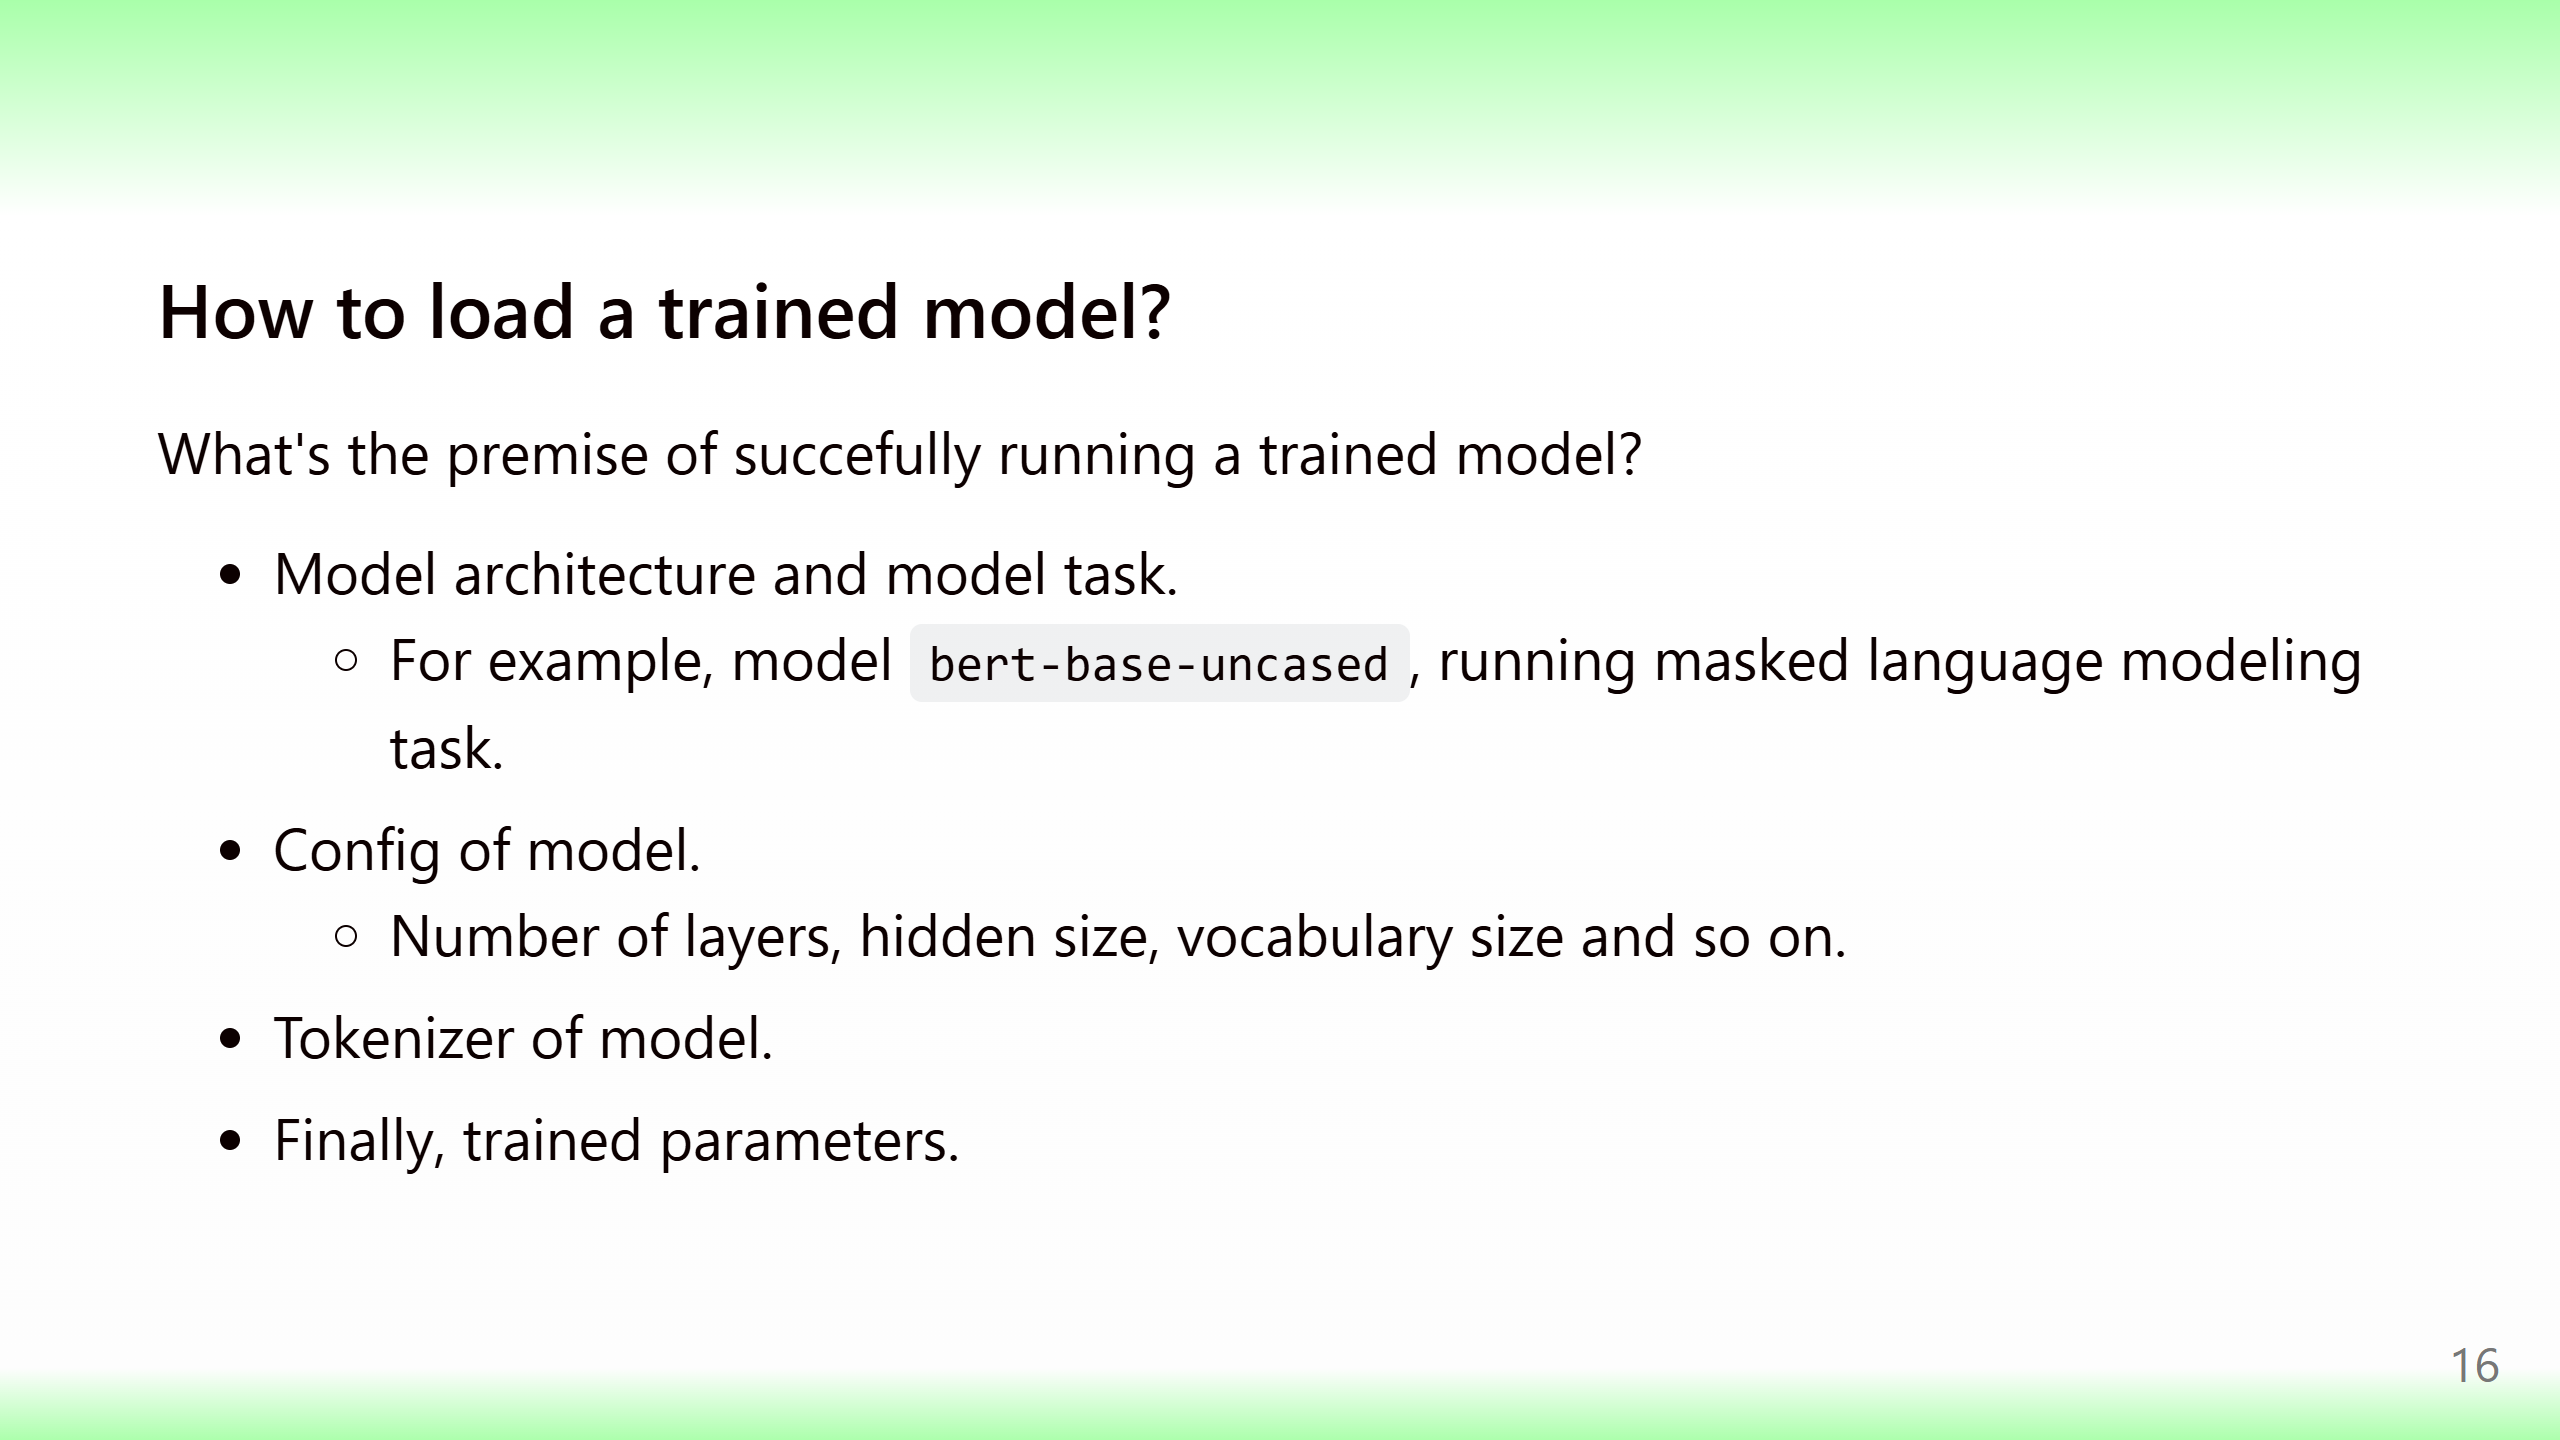 How to load a trained model?
What's the premise of succefully running a trained model?
• Model architecture and model task.
○ For example, model bert-base-uncased, running masked language modeling
task.
• Config of model.
○ Number of layers, hidden size, vocabulary size and so on.
• Tokenizer of model.
• Finally, trained parameters.
16